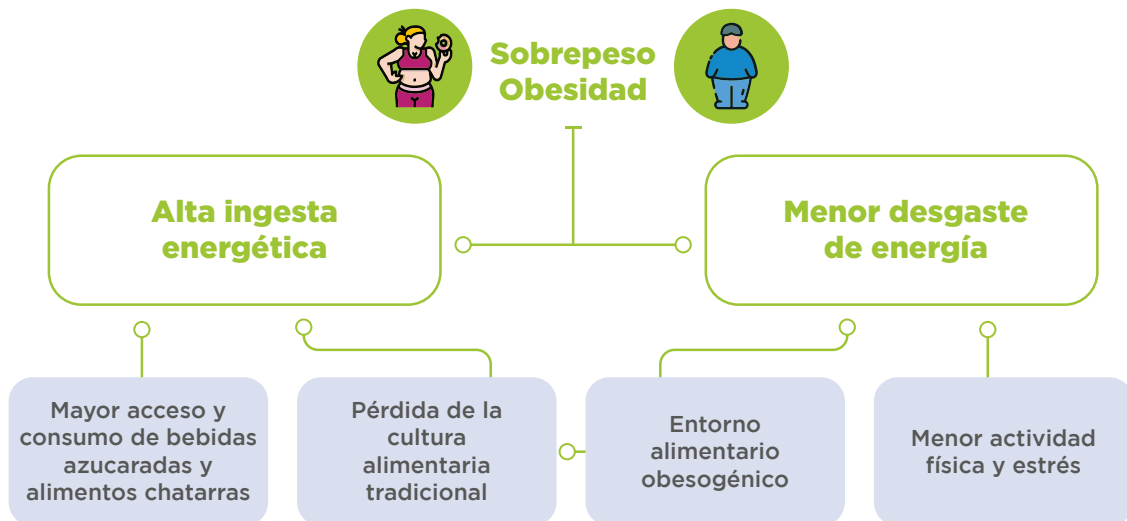 Sobrepeso
Obesidad
Alta ingesta
energética
Menor desgaste
de energía
Mayor acceso y
consumo de bebidas
azucaradas y
alimentos chatarras
Pérdida de la
cultura
alimentaria
tradicional
Entorno
alimentario
obesogénico
Menor actividad
física y estrés